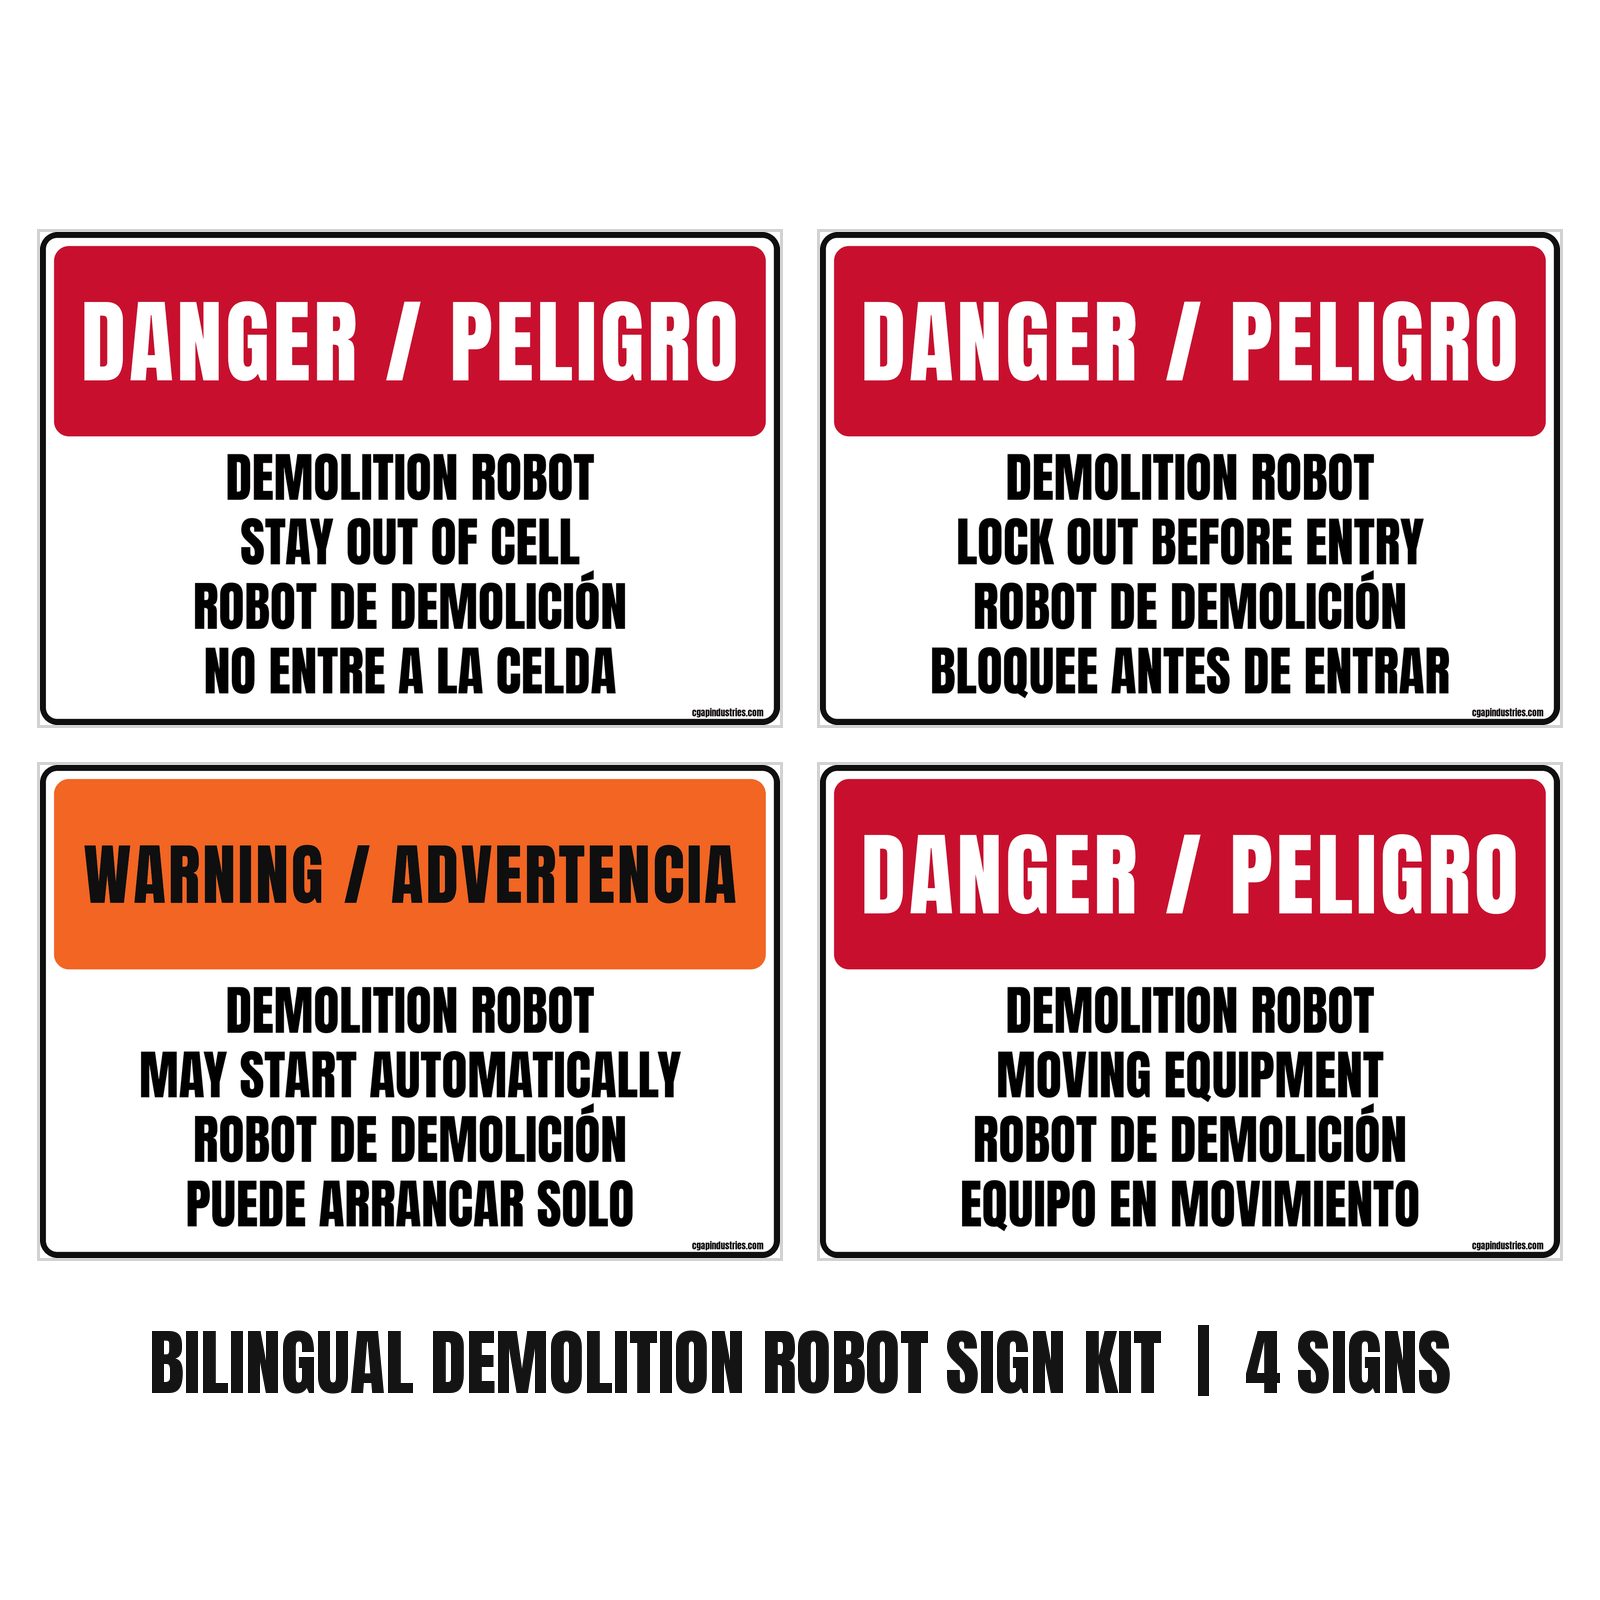 DANGER / PELIGRO
DEMOLITION ROBOT
STAY OUT OF CELL
ROBOT DE DEMOLICIÓN
NO ENTRE A LA CELDA
cgapindustries.com
DANGER / PELIGRO
DEMOLITION ROBOT
LOCK OUT BEFORE ENTRY
ROBOT DE DEMOLICIÓN
BLOQUEE ANTES DE ENTRAR
cgapindustries.com
WARNING / ADVERTENCIA
DEMOLITION ROBOT
MAY START AUTOMATICALLY
ROBOT DE DEMOLICIÓN
PUEDE ARRANCAR SOLO
cgapindustries.com
DANGER / PELIGRO
DEMOLITION ROBOT
MOVING EQUIPMENT
ROBOT DE DEMOLICIÓN
EQUIPO EN MOVIMIENTO
cgapindustries.com
BILINGUAL DEMOLITION ROBOT SIGN KIT | 4 SIGNS